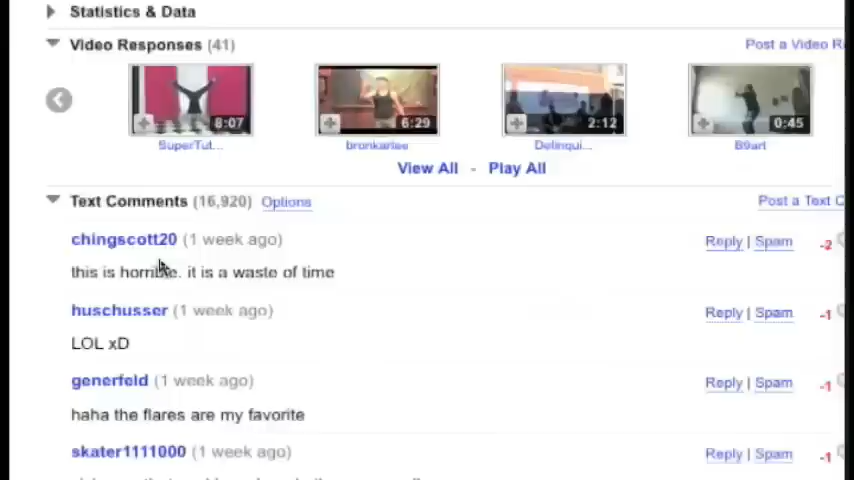 Statistics & Data
Video Responses (41)
Post a Video R
8:07
6:29
2:12
0:45
SuperTut...
bronkarlee
Delinqui...
B9art
View All - Play All
Text Comments (16,920) Options
Post a Text C
chingscott20 (1 week ago)
Reply | Spam
-2
this is horrible. it is a waste of time
huschusser (1 week ago)
Reply | Spam
-1
LOL xD
generfeld (1 week ago)
Reply | Spam
-1
haha the flares are my favorite
skater1111000 (1 week ago)
Reply | Spam
-1